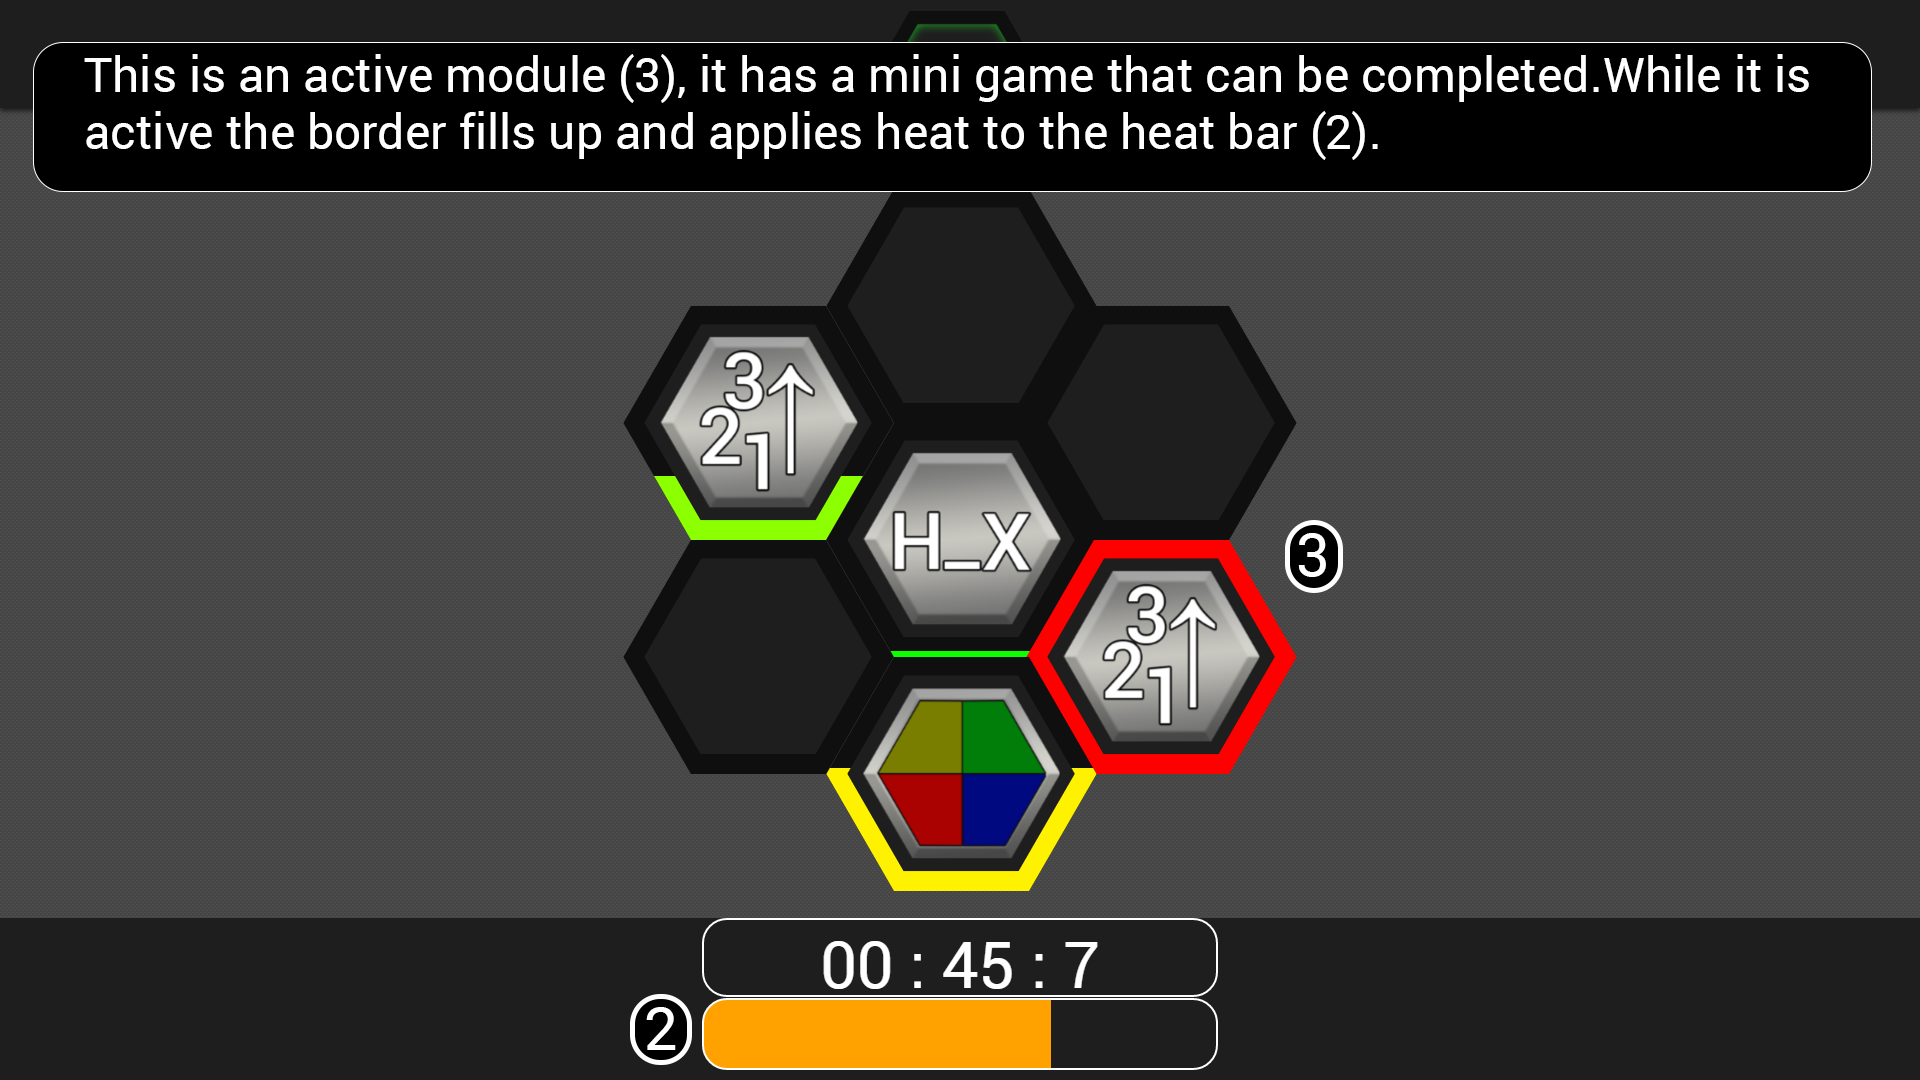 This is an active module (3), it has a mini game that can be completed.While it is
active the border fills up and applies heat to the heat bar (2).
3
2
1
H_X
3
3
2
1
00 : 45 : 7
2